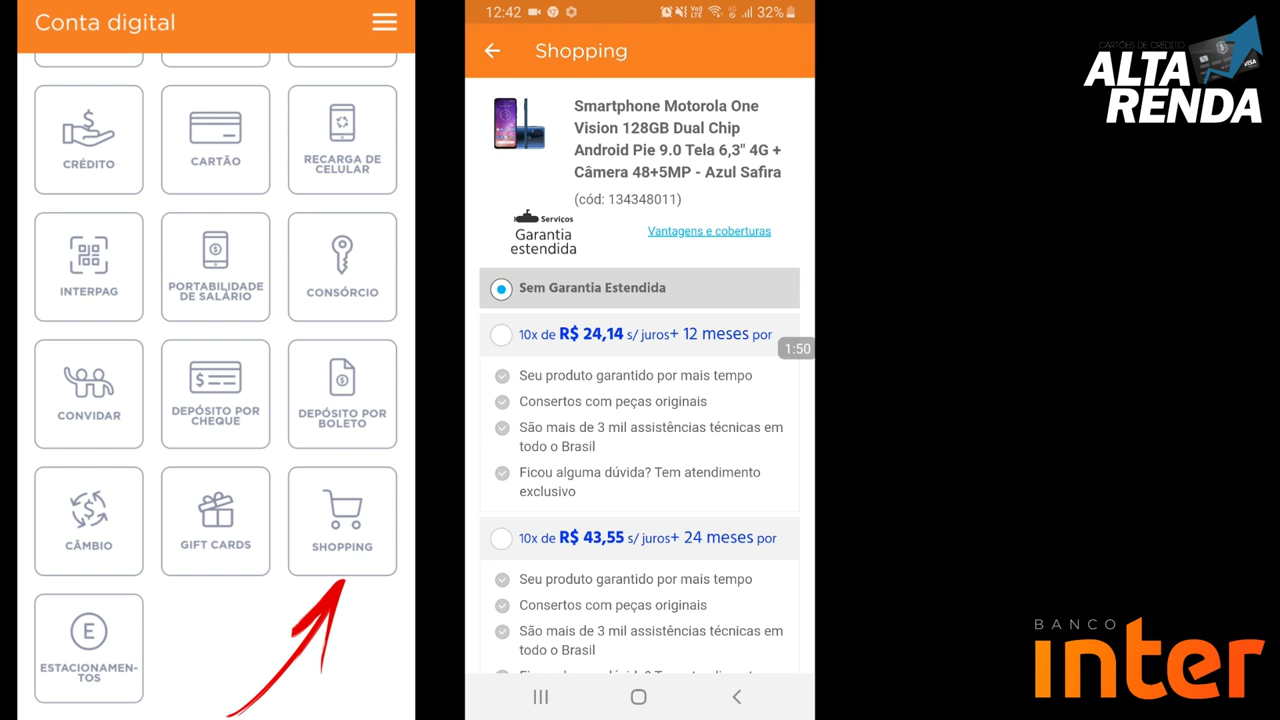 Conta digital
CRÉDITO
CARTÃO
RECARGA DE
CELULAR
INTERPAG
PORTABILIDADE
DE SALÁRIO
CONSÓRCIO
CONVIDAR
DEPÓSITO POR
CHEQUE
DEPÓSITO POR
BOLETO
CÂMBIO
GIFT CARDS
SHOPPING
E
ESTACIONAMEN-
TOS
12:42
32%
Shopping
Smartphone Motorola One
Vision 128GB Dual Chip
Android Pie 9.0 Tela 6,3" 4G +
Câmera 48+5MP - Azul Safira
(cód: 134348011)
Serviços
Garantia
estendida
Vantagens e coberturas
Sem Garantia Estendida
10x de R$ 24,14 s/ juros+ 12 meses por
1:50
Seu produto garantido por mais tempo
Consertos com peças originais
São mais de 3 mil assistências técnicas em
todo o Brasil
Ficou alguma dúvida? Tem atendimento
exclusivo
10x de R$ 43,55 s/ juros+ 24 meses por
Seu produto garantido por mais tempo
Consertos com peças originais
São mais de 3 mil assistências técnicas em
todo o Brasil
CARTÕES DE CRÉDITO
ALTA
RENDA
VISA
BANCO
inter